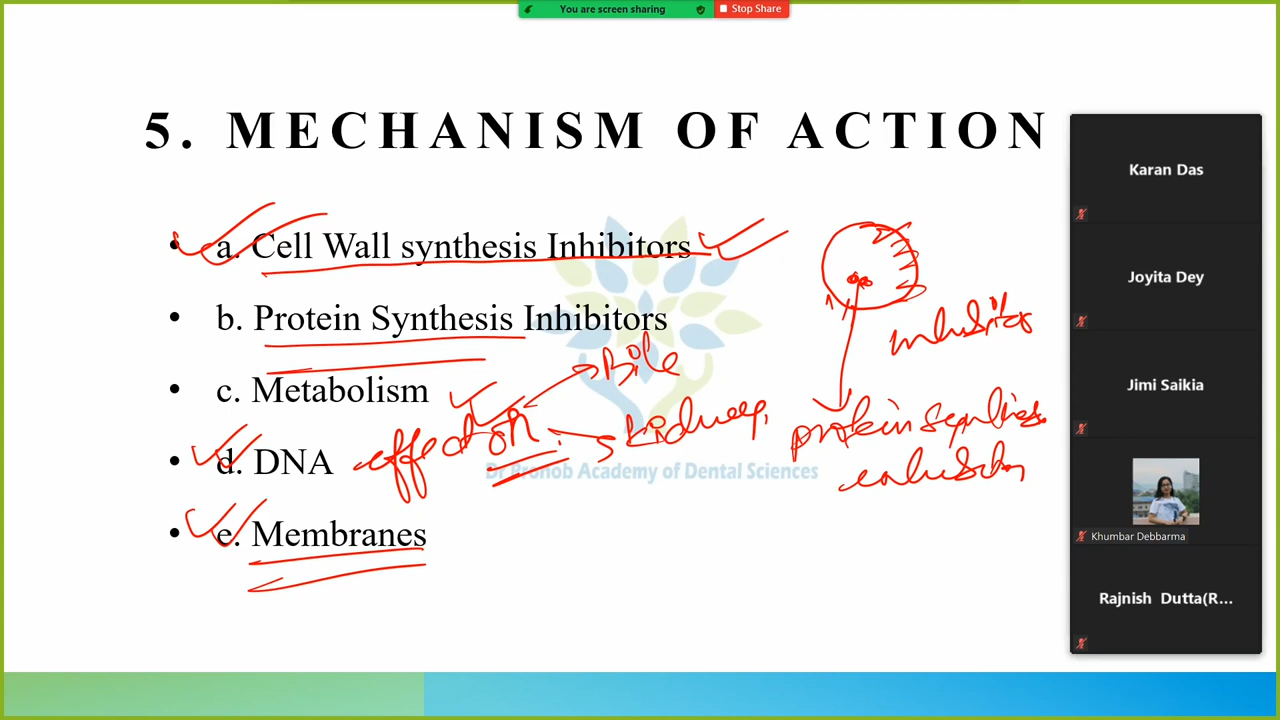 You are screen sharing
Stop Share
5. MECHANISM OF ACTION
• a. Cell Wall synthesis Inhibitors
• b. Protein Synthesis Inhibitors
• c. Metabolism
• d. DNA
• e. Membranes
Bile
effect on
Kidney,
protein
Academy of Dental Sciences
Karan Das
Joyita Dey
Jimi Saikia
Khumbar Debbarma
Rajnish Dutta(R...